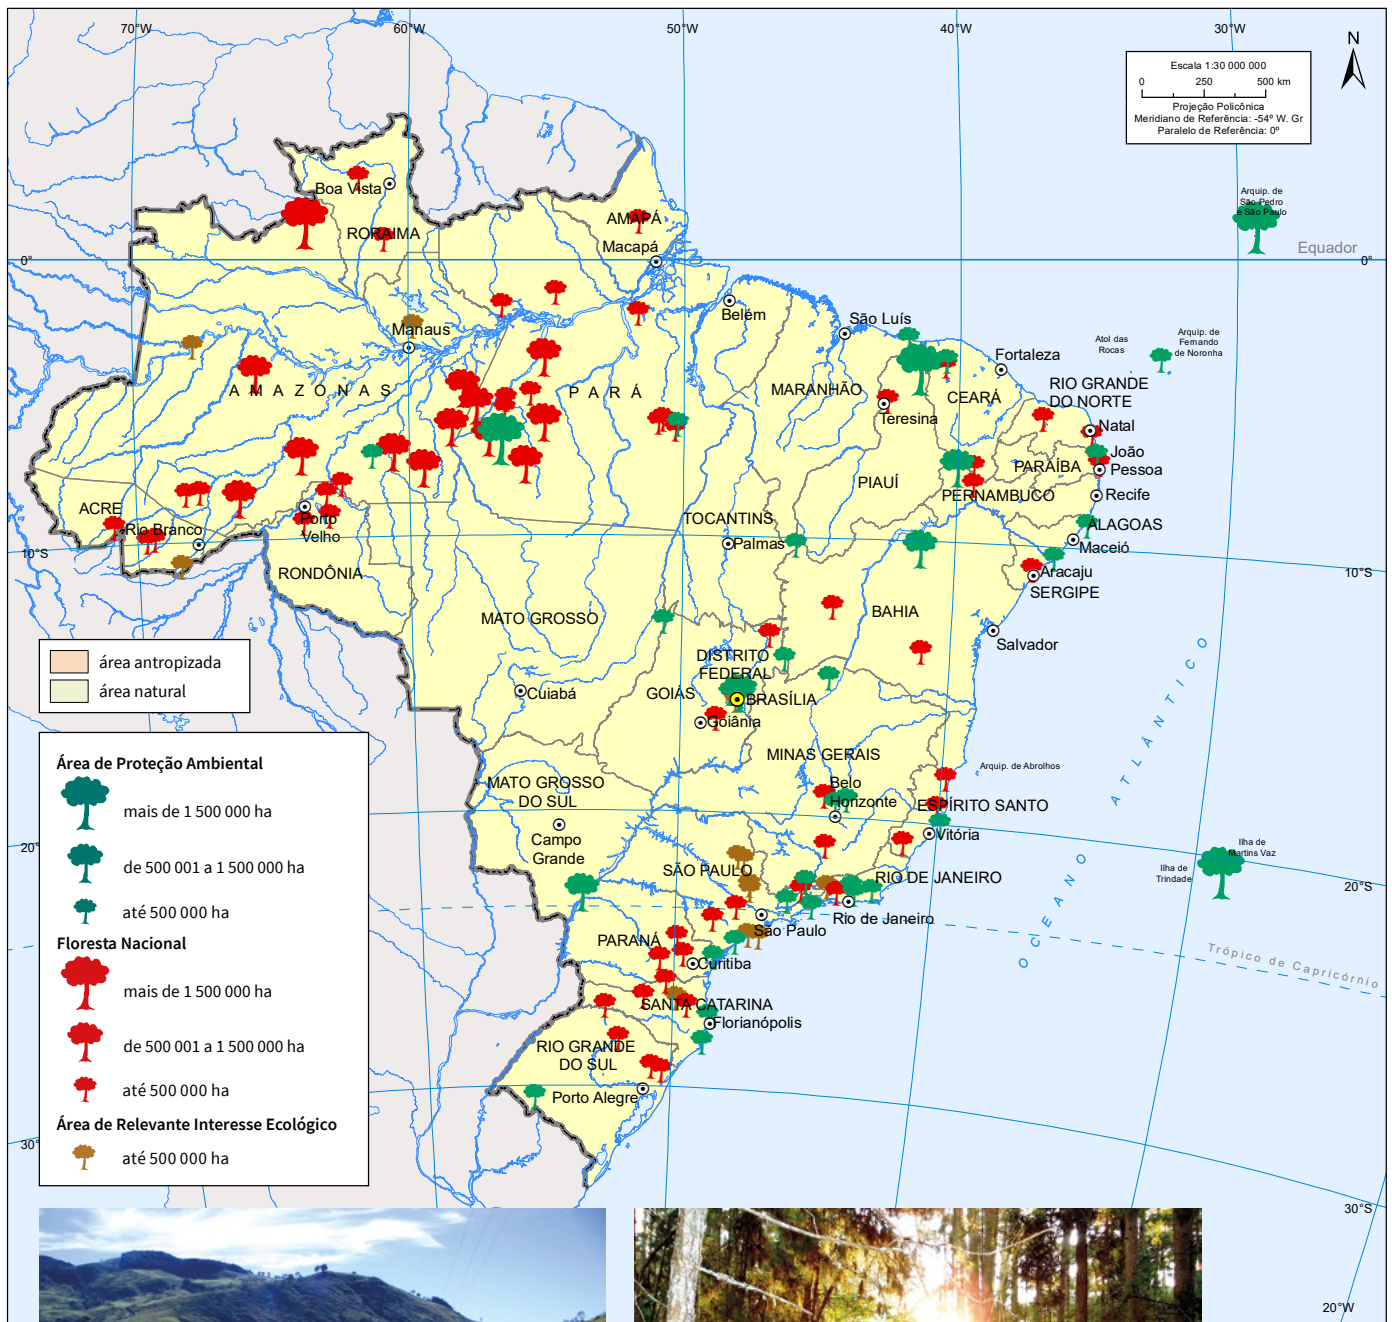 70°W
60°W
50°W
40°W
30°W
N
Escala 1:30 000 000
0 250 500 km
Projeção Policônica
Meridiano de Referência: -54º W. Gr
Paralelo de Referência: 0º
Boa Vista
RORAIMA
AMAPÁ
Macapá
Arquip. de
São Pedro
e São Paulo
Equador
0°
0°
Belém
São Luís
Manaus
Fortaleza
Atol das
Rocas
Arquip. de
Fernando
de Noronha
AMAZONAS
PARÁ
MARANHÃO
Teresina
CEARÁ
RIO GRANDE
DO NORTE
Natal
João
Pessoa
PARAÍBA
PIAUÍ
PERNAMBUCO
Recife
ACRE
Rio Branco
Porto
Velho
TOCANTINS
Palmas
ALAGOAS
Maceió
10°S
10°S
RONDÔNIA
Aracaju
SERGIPE
MATO GROSSO
BAHIA
Salvador
área antropizada
área natural
DISTRITO
FEDERAL
GOIÁS
BRASÍLIA
Cuiabá
Goiânia
MINAS GERAIS
Arquip. de Abrolhos
OCEANO ATLÂNTICO
Área de Proteção Ambiental
mais de 1 500 000 ha
de 500 001 a 1 500 000 ha
até 500 000 ha
Floresta Nacional
mais de 1 500 000 ha
de 500 001 a 1 500 000 ha
até 500 000 ha
Área de Relevante Interesse Ecológico
até 500 000 ha
MATO GROSSO
DO SUL
Belo
Horizonte
ESPÍRITO SANTO
Vitória
Campo
Grande
20°S
20°S
Ilha de
Martins Vaz
Ilha de
Trindade
SÃO PAULO
RIO DE JANEIRO
Rio de Janeiro
São Paulo
Trópico de Capricórnio
PARANÁ
Curitiba
SANTA CATARINA
Florianópolis
RIO GRANDE
DO SUL
Porto Alegre
30°
30°S
20°W